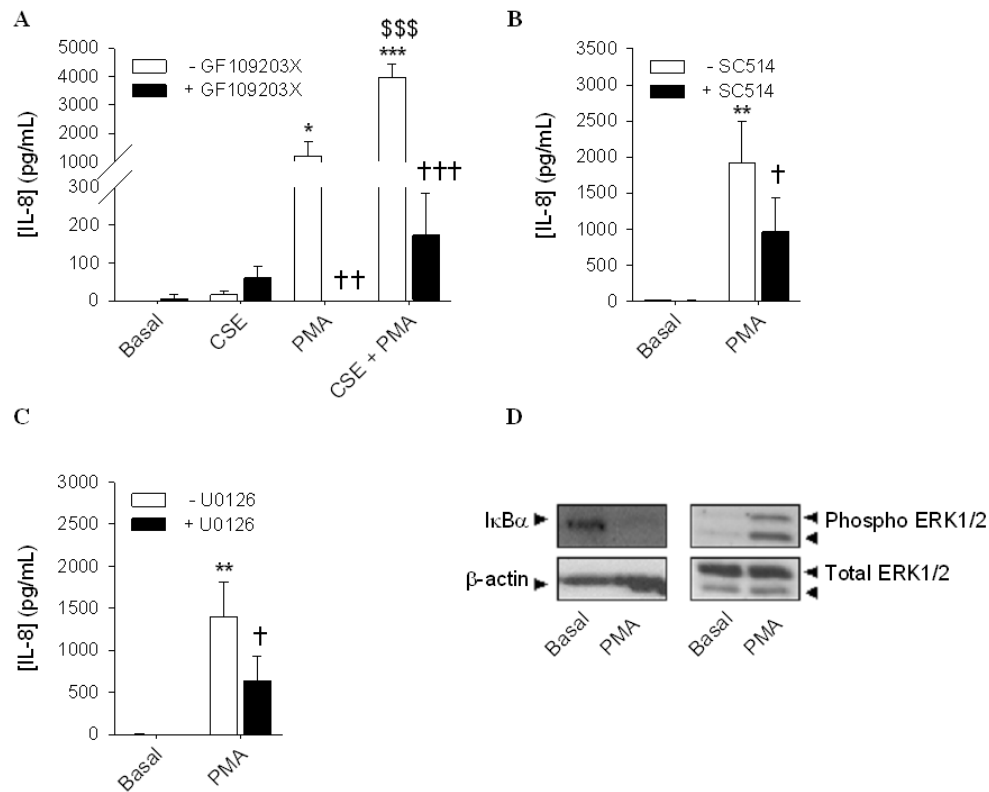 A
[IL-8] (pg/mL)
5000
4000
3000
2000
1000
300
200
100
0
- GF109203X
+ GF109203X
*
††
$$$
***
†††
Basal
CSE
PMA
CSE + PMA
B
[IL-8] (pg/mL)
3500
3000
2500
2000
1500
1000
500
0
- SC514
+ SC514
**
†
Basal
PMA
C
[IL-8] (pg/mL)
3000
2500
2000
1500
1000
500
0
- U0126
+ U0126
**
†
Basal
PMA
D
IκBα
Phospho ERK1/2
β-actin
Total ERK1/2
Basal
PMA
Basal
PMA